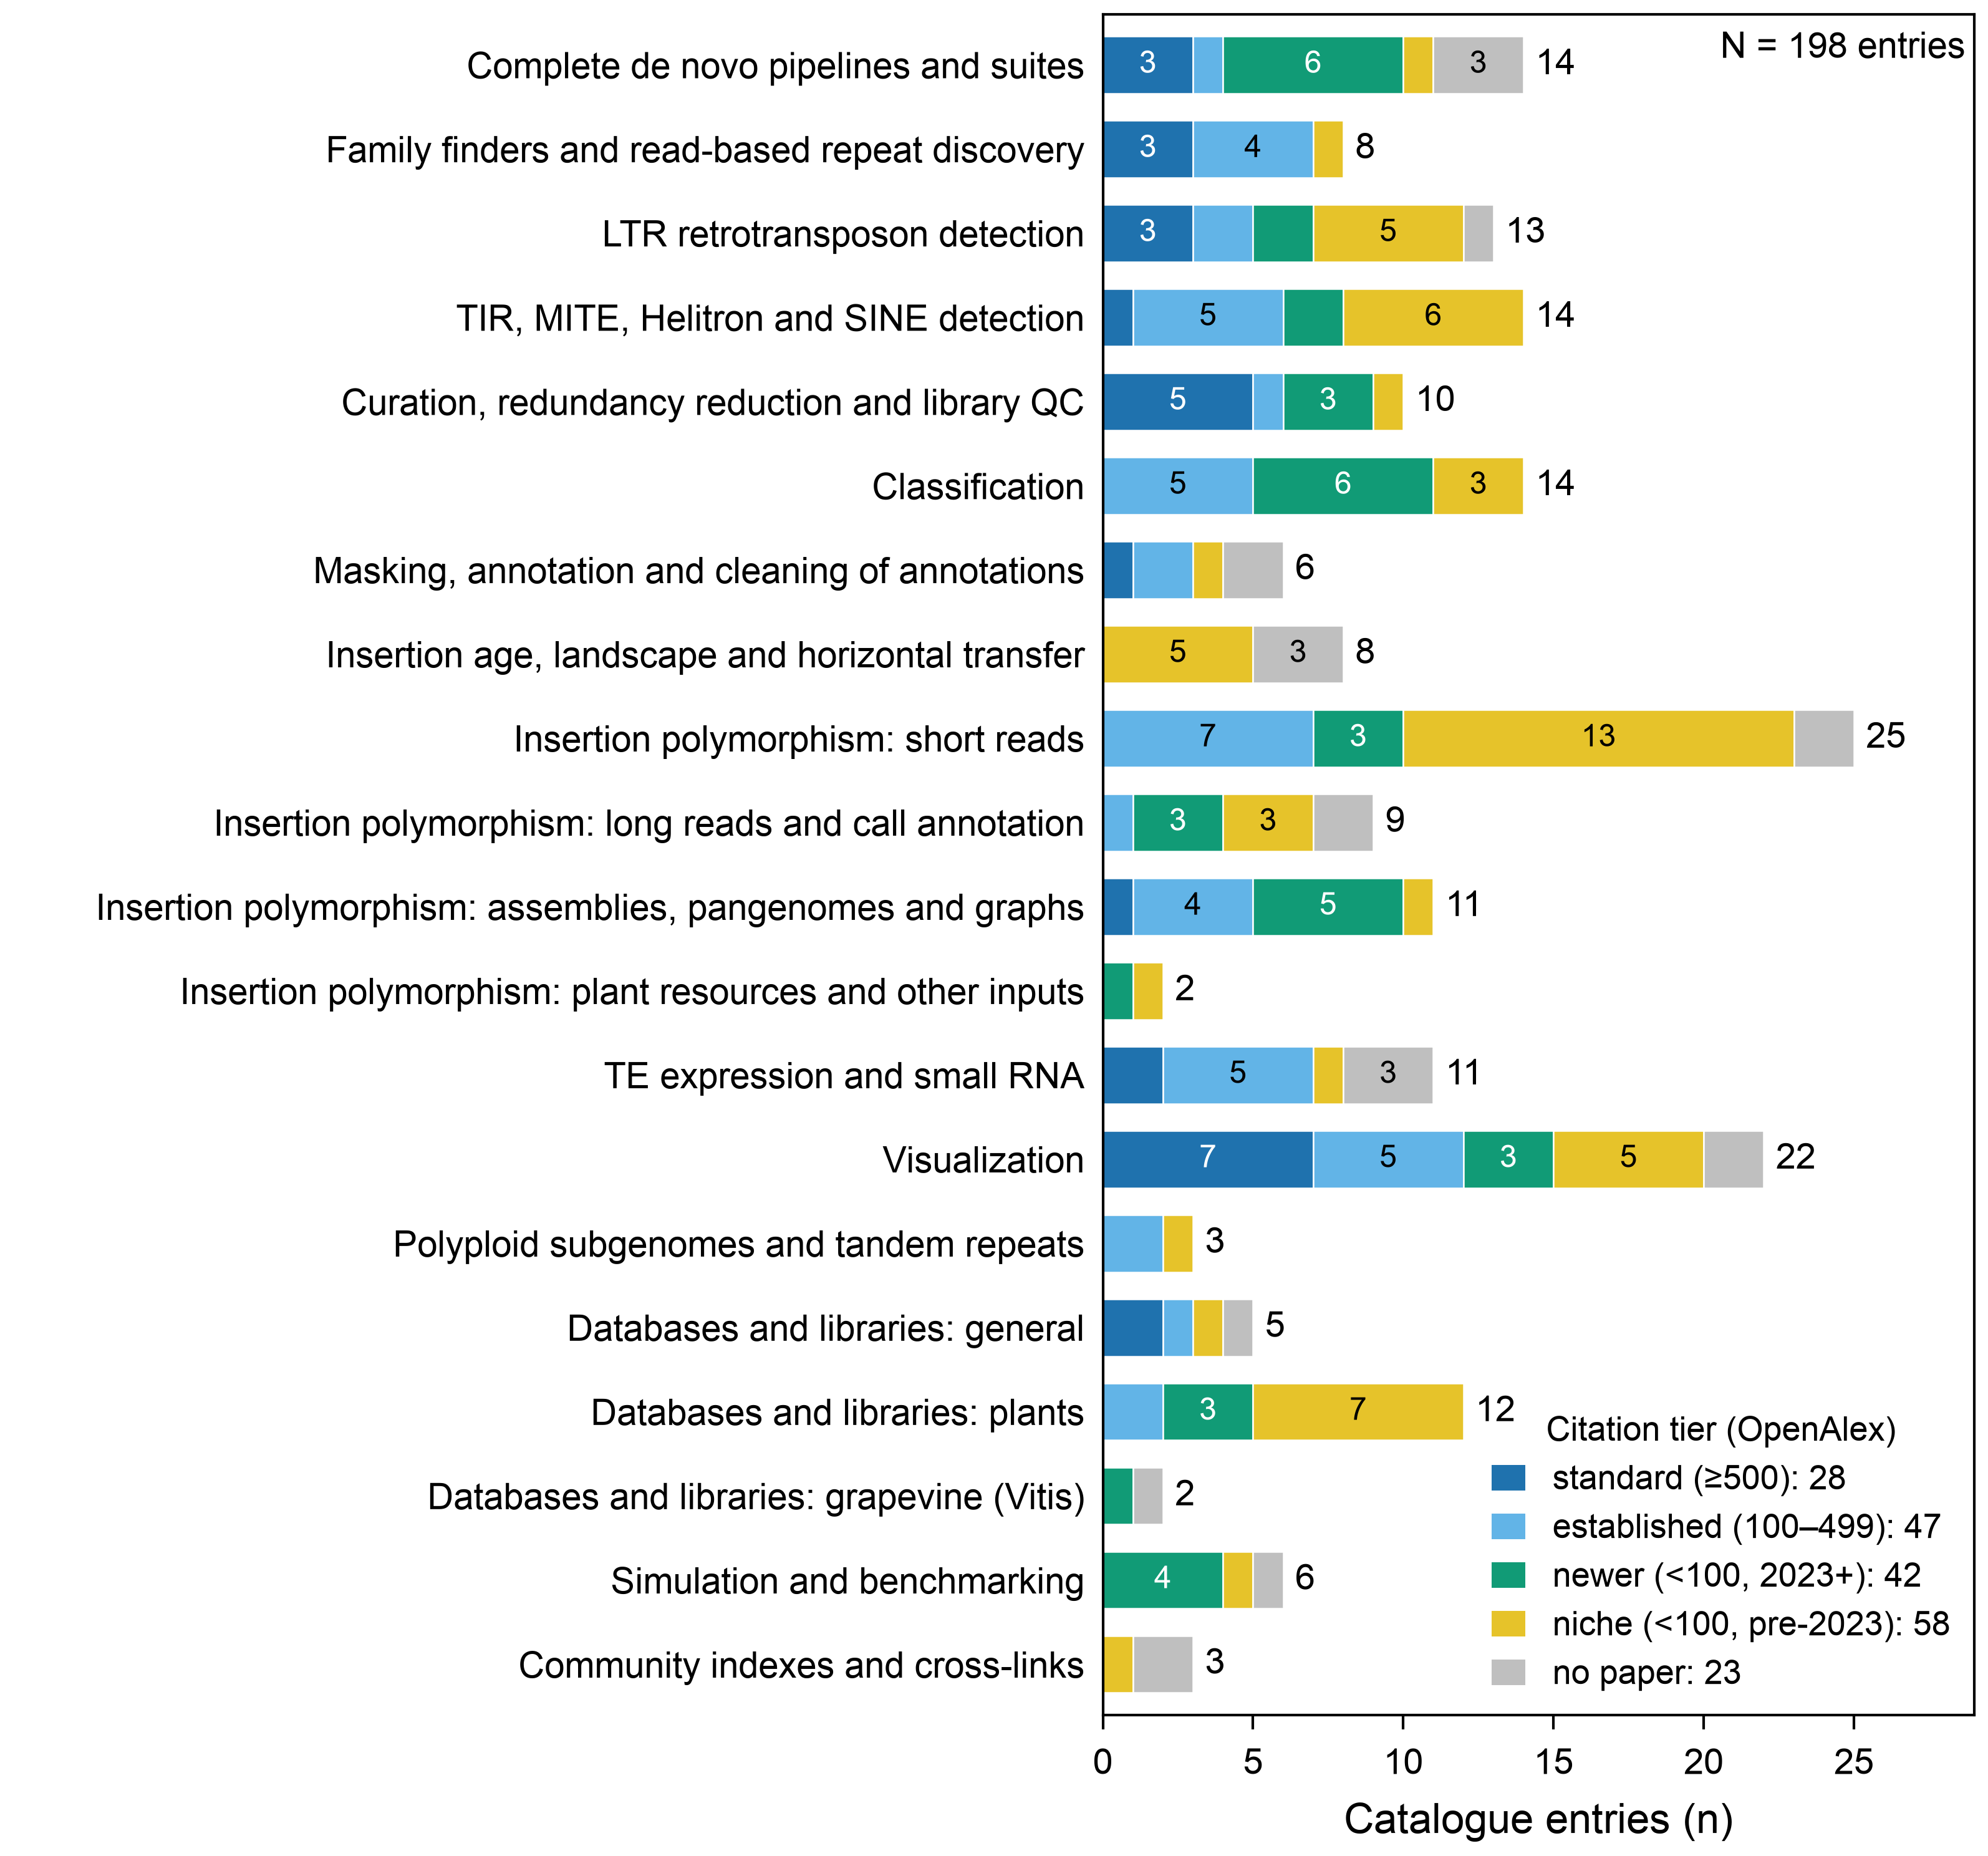 N = 198 entries
Complete de novo pipelines and suites 3 6 3 14
Family finders and read-based repeat discovery 3 4 8
LTR retrotransposon detection 3 5 13
TIR, MITE, Helitron and SINE detection 5 6 14
Curation, redundancy reduction and library QC 5 3 10
Classification 5 6 3 14
Masking, annotation and cleaning of annotations 6
Insertion age, landscape and horizontal transfer 5 3 8
Insertion polymorphism: short reads 7 3 13 25
Insertion polymorphism: long reads and call annotation 3 3 9
Insertion polymorphism: assemblies, pangenomes and graphs 4 5 11
Insertion polymorphism: plant resources and other inputs 2
TE expression and small RNA 5 3 11
Visualization 7 5 3 5 22
Polyploid subgenomes and tandem repeats 3
Databases and libraries: general 5
Databases and libraries: plants 3 7 12
Databases and libraries: grapevine (Vitis) 2
Simulation and benchmarking 4 6
Community indexes and cross-links 3
Citation tier (OpenAlex)
standard (≥500): 28
established (100–499): 47
newer (<100, 2023+): 42
niche (<100, pre-2023): 58
no paper: 23
0 5 10 15 20 25
Catalogue entries (n)